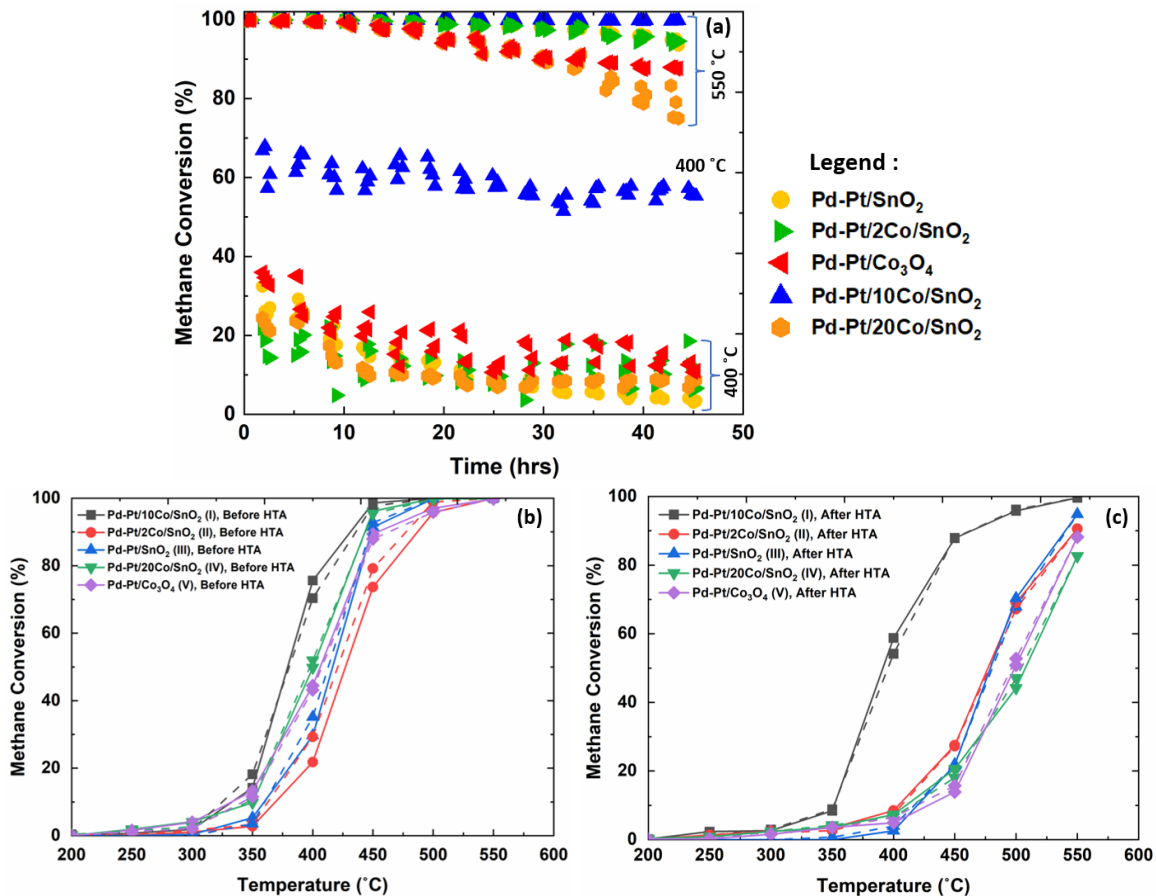 (a)
Methane Conversion (%)
100
80
60
40
20
0
0 10 20 30 40 50
Time (hrs)
550 ˚C
400 ˚C
400 ˚C
Legend :
Pd-Pt/SnO₂
Pd-Pt/2Co/SnO₂
Pd-Pt/Co₃O₄
Pd-Pt/10Co/SnO₂
Pd-Pt/20Co/SnO₂
(b)
Methane Conversion (%)
100
80
60
40
20
0
Pd-Pt/10Co/SnO₂ (I), Before HTA
Pd-Pt/2Co/SnO₂ (II), Before HTA
Pd-Pt/SnO₂ (III), Before HTA
Pd-Pt/20Co/SnO₂ (IV), Before HTA
Pd-Pt/Co₃O₄ (V), Before HTA
200 250 300 350 400 450 500 550 600
Temperature (˚C)
(c)
Methane Conversion (%)
100
80
60
40
20
0
Pd-Pt/10Co/SnO₂ (I), After HTA
Pd-Pt/2Co/SnO₂ (II), After HTA
Pd-Pt/SnO₂ (III), After HTA
Pd-Pt/20Co/SnO₂ (IV), After HTA
Pd-Pt/Co₃O₄ (V), After HTA
200 250 300 350 400 450 500 550 600
Temperature (˚C)